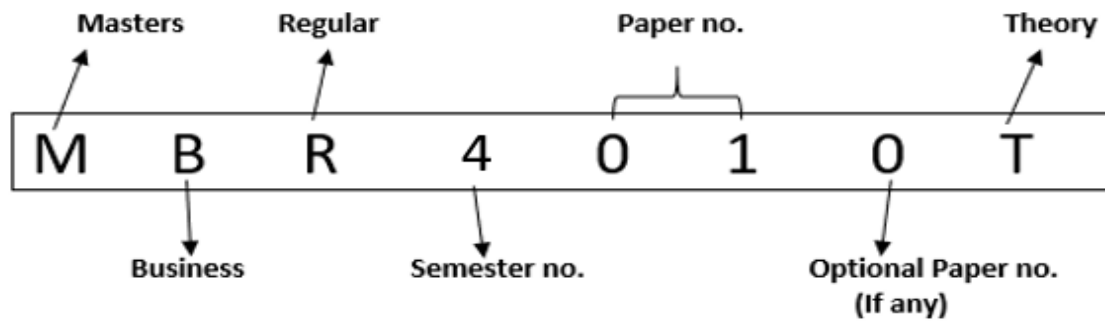 Masters Regular Paper no. Theory
M B R 4 0 1 0 T
Business Semester no. Optional Paper no.
(If any)